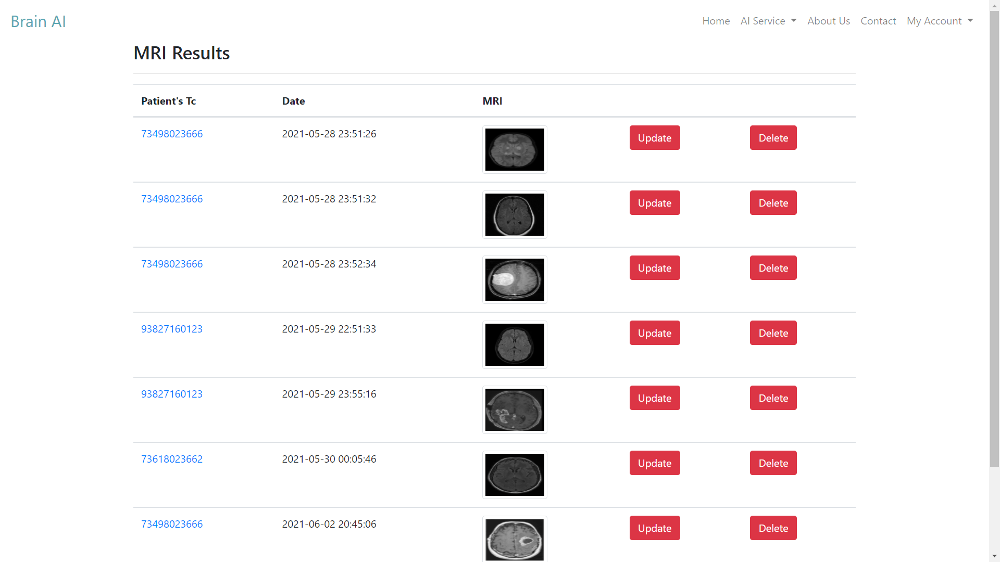 Brain AI
Home AI Service About Us Contact My Account
MRI Results
Patient's Tc Date MRI
73498023666 2021-05-28 23:51:26 Update Delete
73498023666 2021-05-28 23:51:32 Update Delete
73498023666 2021-05-28 23:52:34 Update Delete
93827160123 2021-05-29 22:51:33 Update Delete
93827160123 2021-05-29 23:55:16 Update Delete
73618023662 2021-05-30 00:05:46 Update Delete
73498023666 2021-06-02 20:45:06 Update Delete